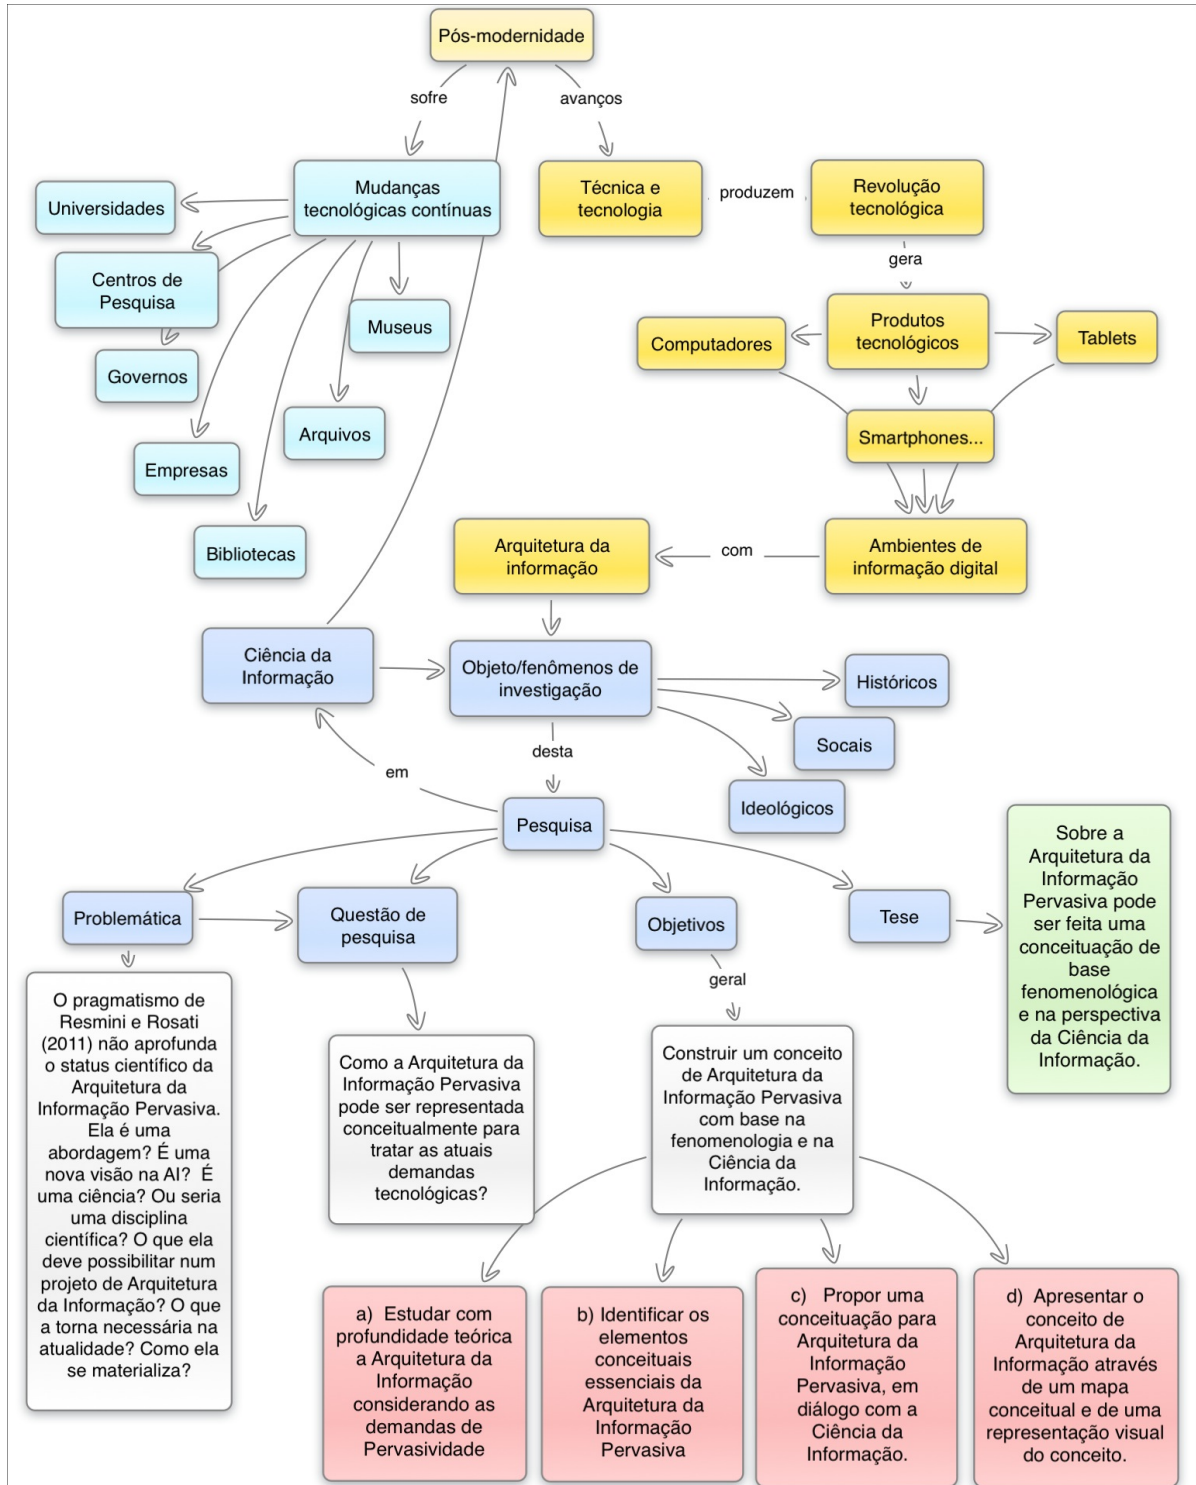 Pós-modernidade
sofre
avanços
Mudanças
tecnológicas contínuas
Técnica e
tecnologia
produzem
Revolução
tecnológica
Universidades
Centros de
Pesquisa
Governos
Empresas
Bibliotecas
Arquivos
Museus
gera
Produtos
tecnológicos
Computadores
Tablets
Smartphones...
Ambientes de
informação digital
com
Arquitetura da
informação
Ciência da
Informação
Objeto/fenômenos de
investigação
Históricos
Socais
Ideológicos
desta
em
Pesquisa
Problemática
Questão de
pesquisa
Objetivos
Tese
geral
Sobre a
Arquitetura da
Informação
Pervasiva pode
ser feita uma
conceituação de
base
fenomenológica
e na perspectiva
da Ciência da
Informação.
O pragmatismo de
Resmini e Rosati
(2011) não aprofunda
o status científico da
Arquitetura da
Informação Pervasiva.
Ela é uma
abordagem? É uma
nova visão na AI?  É
uma ciência? Ou seria
uma disciplina
científica? O que ela
deve possibilitar num
projeto de Arquitetura
da Informação? O que
a torna necessária na
atualidade? Como ela
se materializa?
Como a Arquitetura da
Informação Pervasiva
pode ser representada
conceitualmente para
tratar as atuais
demandas
tecnológicas?
Construir um conceito
de Arquitetura da
Informação Pervasiva
com base na
fenomenologia e na
Ciência da
Informação.
a)  Estudar com
profundidade teórica
a Arquitetura da
Informação
considerando as
demandas de
Pervasividade
b) Identificar os
elementos
conceituais
essenciais da
Arquitetura da
Informação
Pervasiva
c)   Propor uma
conceituação para
Arquitetura da
Informação
Pervasiva, em
diálogo com a
Ciência da
Informação.
d)  Apresentar o
conceito de
Arquitetura da
Informação através
de um mapa
conceitual e de uma
representação visual
do conceito.